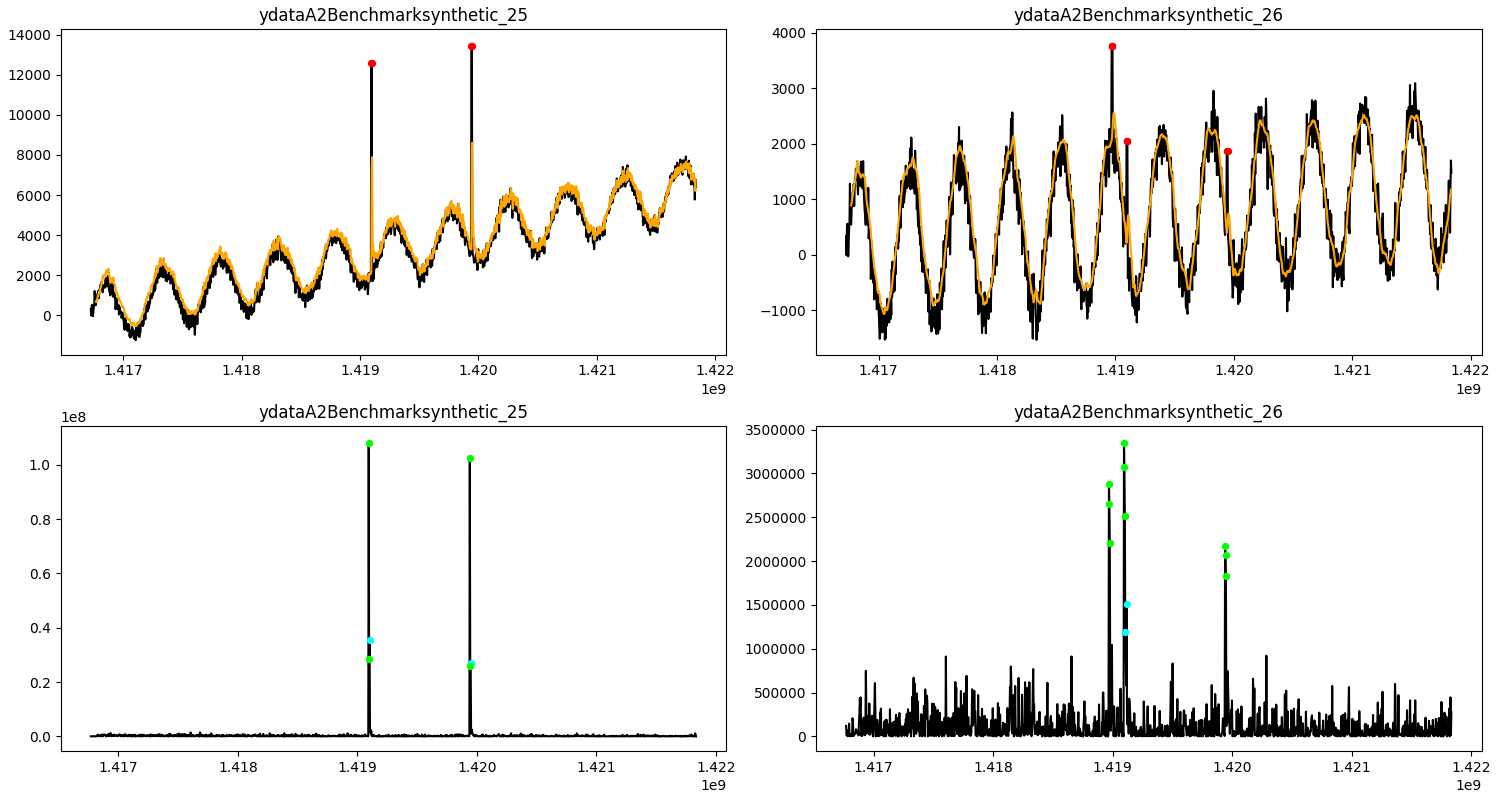 ydataA2Benchmarksynthetic_25
14000
12000
10000
8000
6000
4000
2000
0
1.417 1.418 1.419 1.420 1.421 1.422
1e9
ydataA2Benchmarksynthetic_26
4000
3000
2000
1000
0
−1000
1.417 1.418 1.419 1.420 1.421 1.422
1e9
ydataA2Benchmarksynthetic_25
1e8
1.0
0.8
0.6
0.4
0.2
0.0
1.417 1.418 1.419 1.420 1.421 1.422
1e9
ydataA2Benchmarksynthetic_26
3500000
3000000
2500000
2000000
1500000
1000000
500000
0
1.417 1.418 1.419 1.420 1.421 1.422
1e9